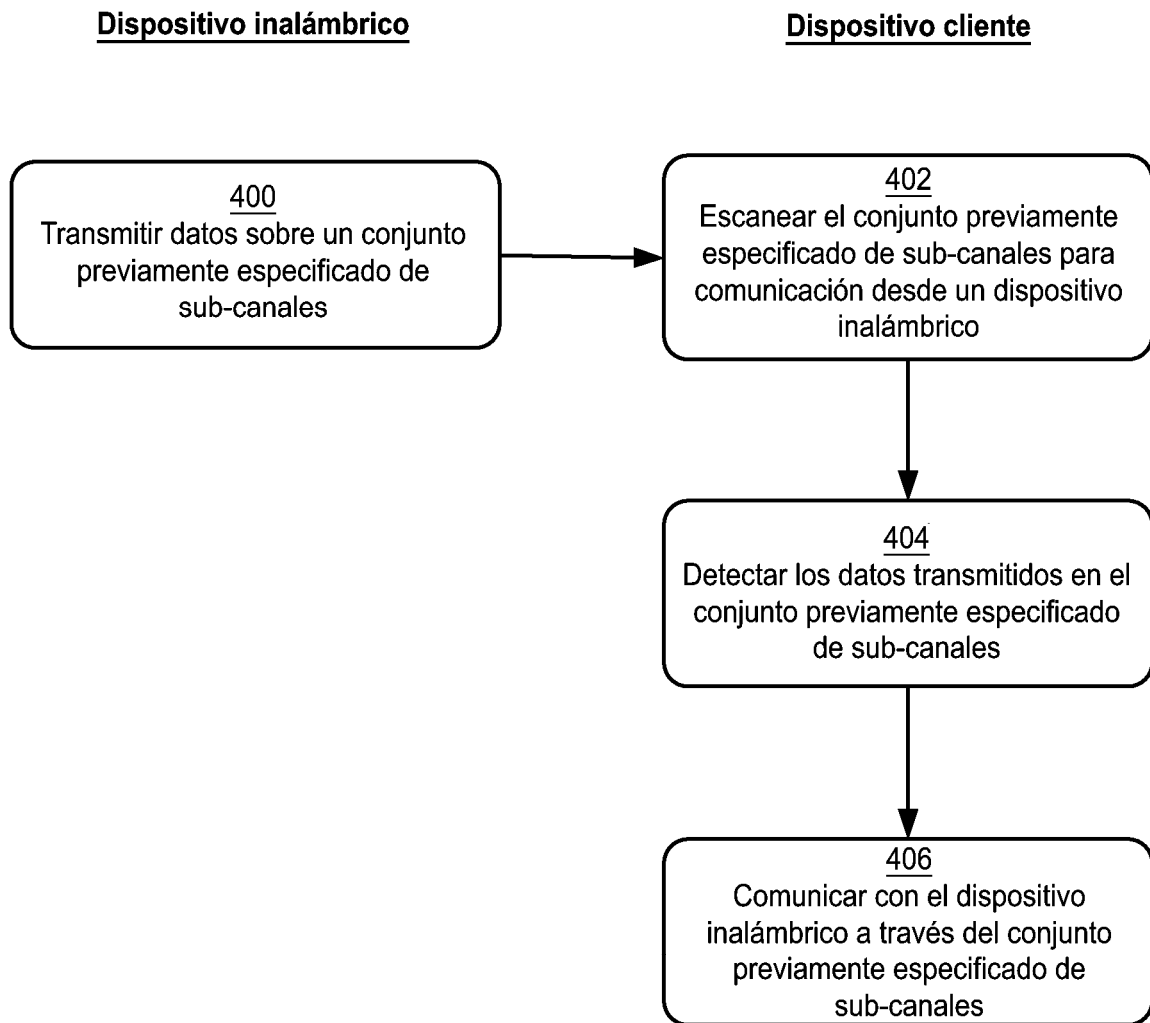 Dispositivo inalámbrico
Dispositivo cliente
400
Transmitir datos sobre un conjunto
previamente especificado de
sub-canales
402
Escanear el conjunto previamente
especificado de sub-canales para
comunicación desde un dispositivo
inalámbrico
404
Detectar los datos transmitidos en el
conjunto previamente especificado
de sub-canales
406
Comunicar con el dispositivo
inalámbrico a través del conjunto
previamente especificado de
sub-canales